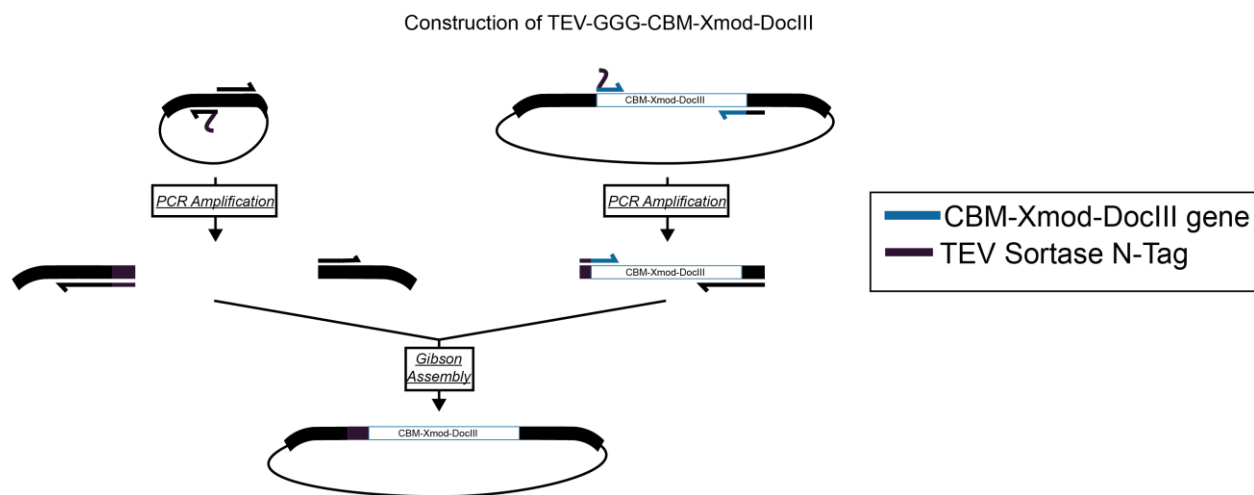 Construction of TEV-GGG-CBM-Xmod-DocIII
CBM-Xmod-DocIII
PCR Amplification
PCR Amplification
CBM-Xmod-DocIII gene
TEV Sortase N-Tag
CBM-Xmod-DocIII
Gibson
Assembly
CBM-Xmod-DocIII